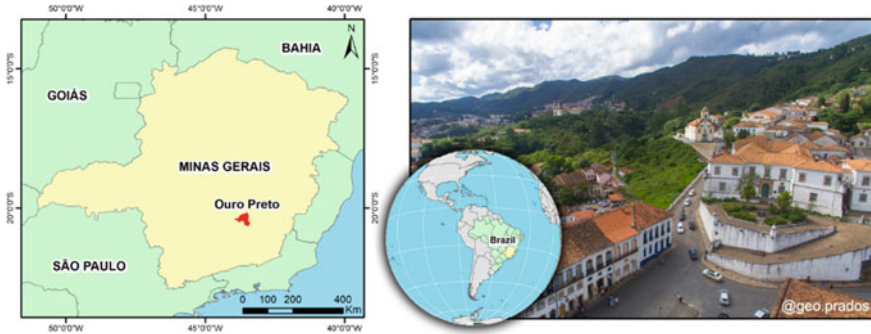 50°0'0"O 45°0'0"O 40°0'0"O
N
BAHIA
15°0'0"S
15°0'0"S
GOIÁS
MINAS GERAIS
Ouro Preto
20°0'0"S
20°0'0"S
SÃO PAULO
0 100 200 400
Km
50°0'0"O 45°0'0"O 40°0'0"O
Brazil
@geo.prados